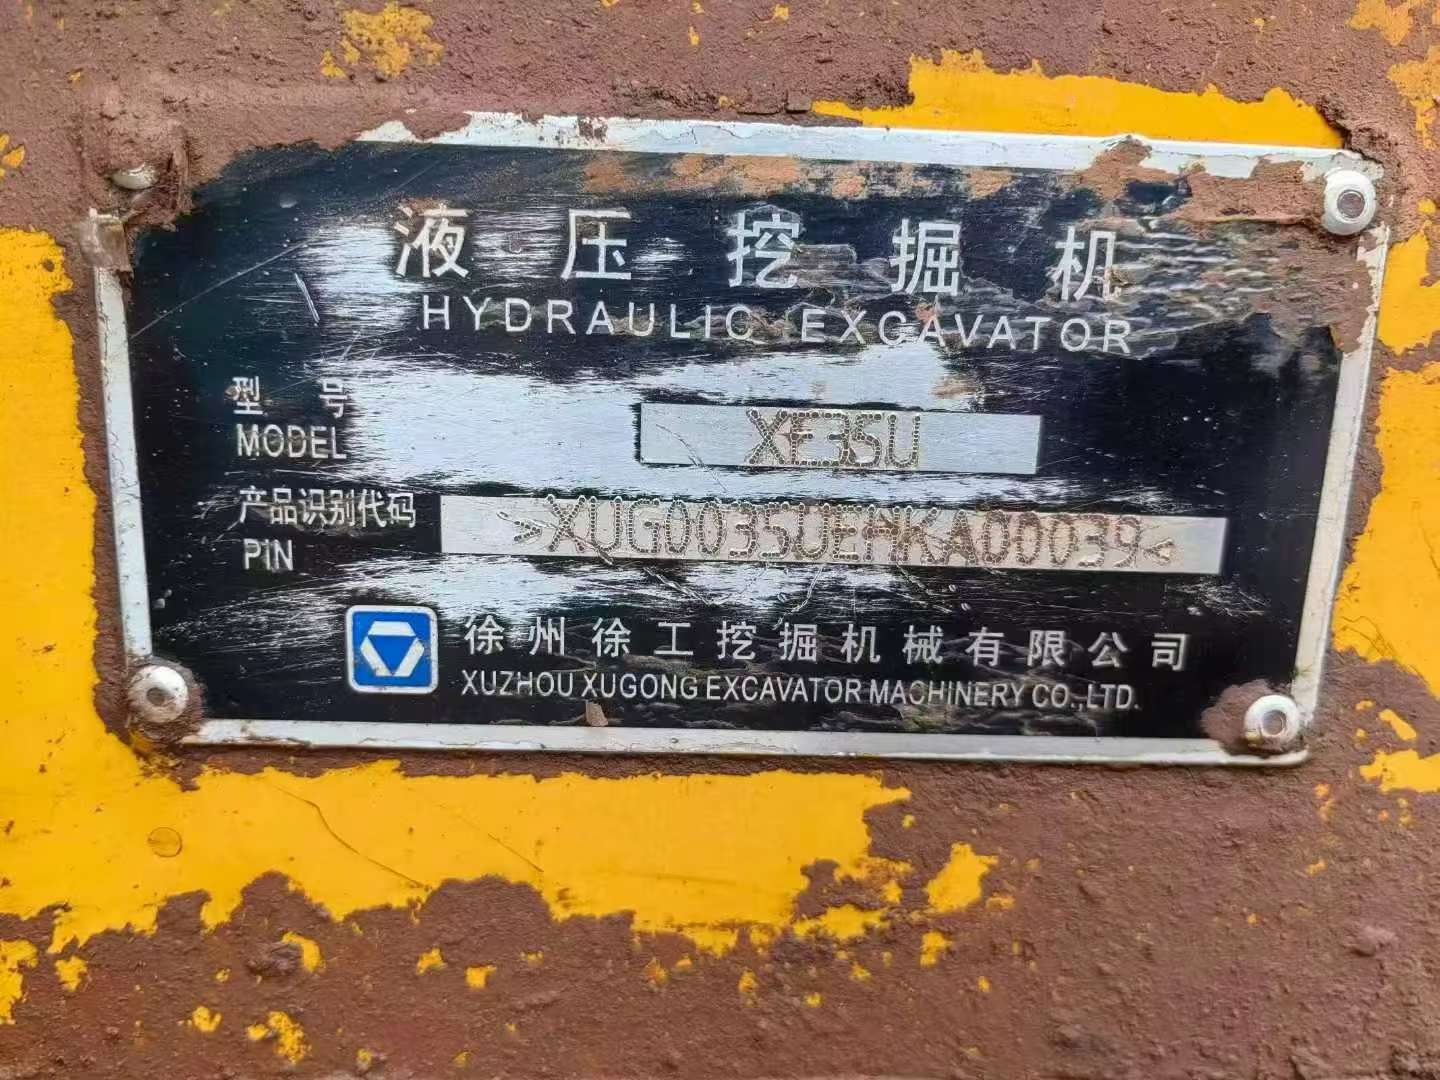 液压挖掘机
HYDRAULIC EXCAVATOR
型号 XE35U
MODEL
产品识别代码 >XUG0035UEHKA00039<
PIN
徐州徐工挖掘机械有限公司
XUZHOU XUGONG EXCAVATOR MACHINERY CO.,LTD.